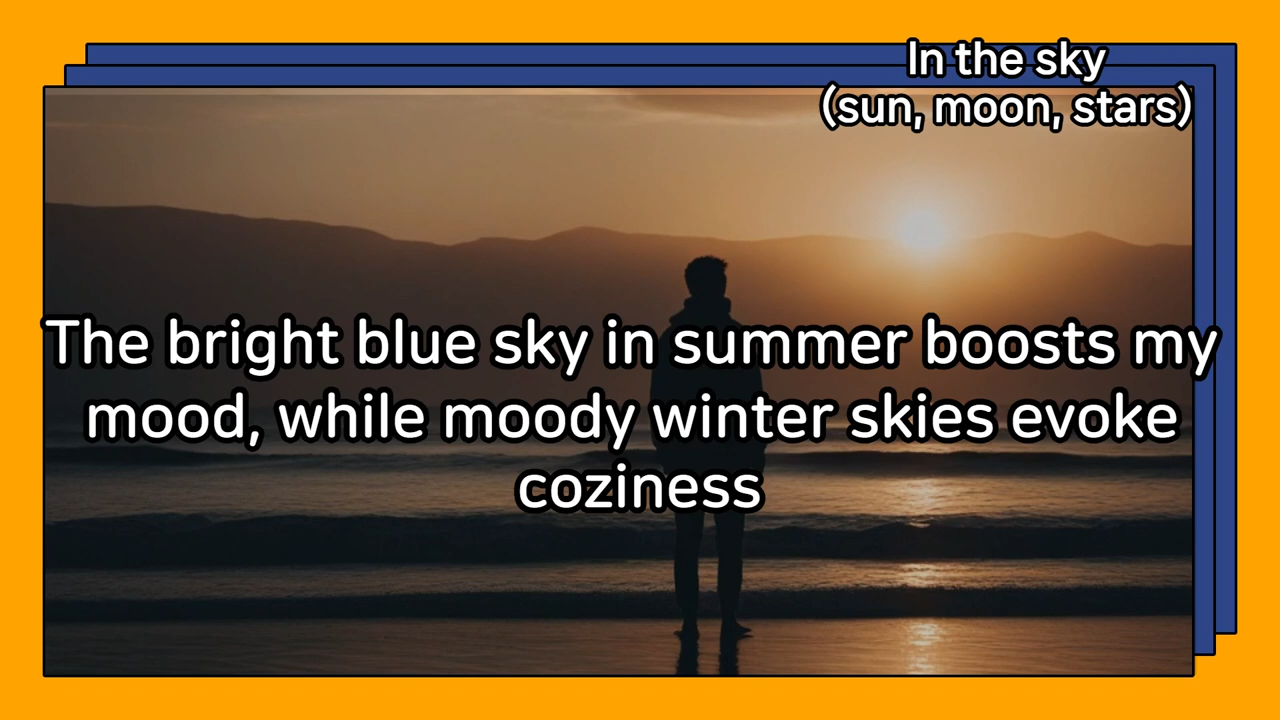 In the sky
(sun, moon, stars)
The bright blue sky in summer boosts my
mood, while moody winter skies evoke
coziness